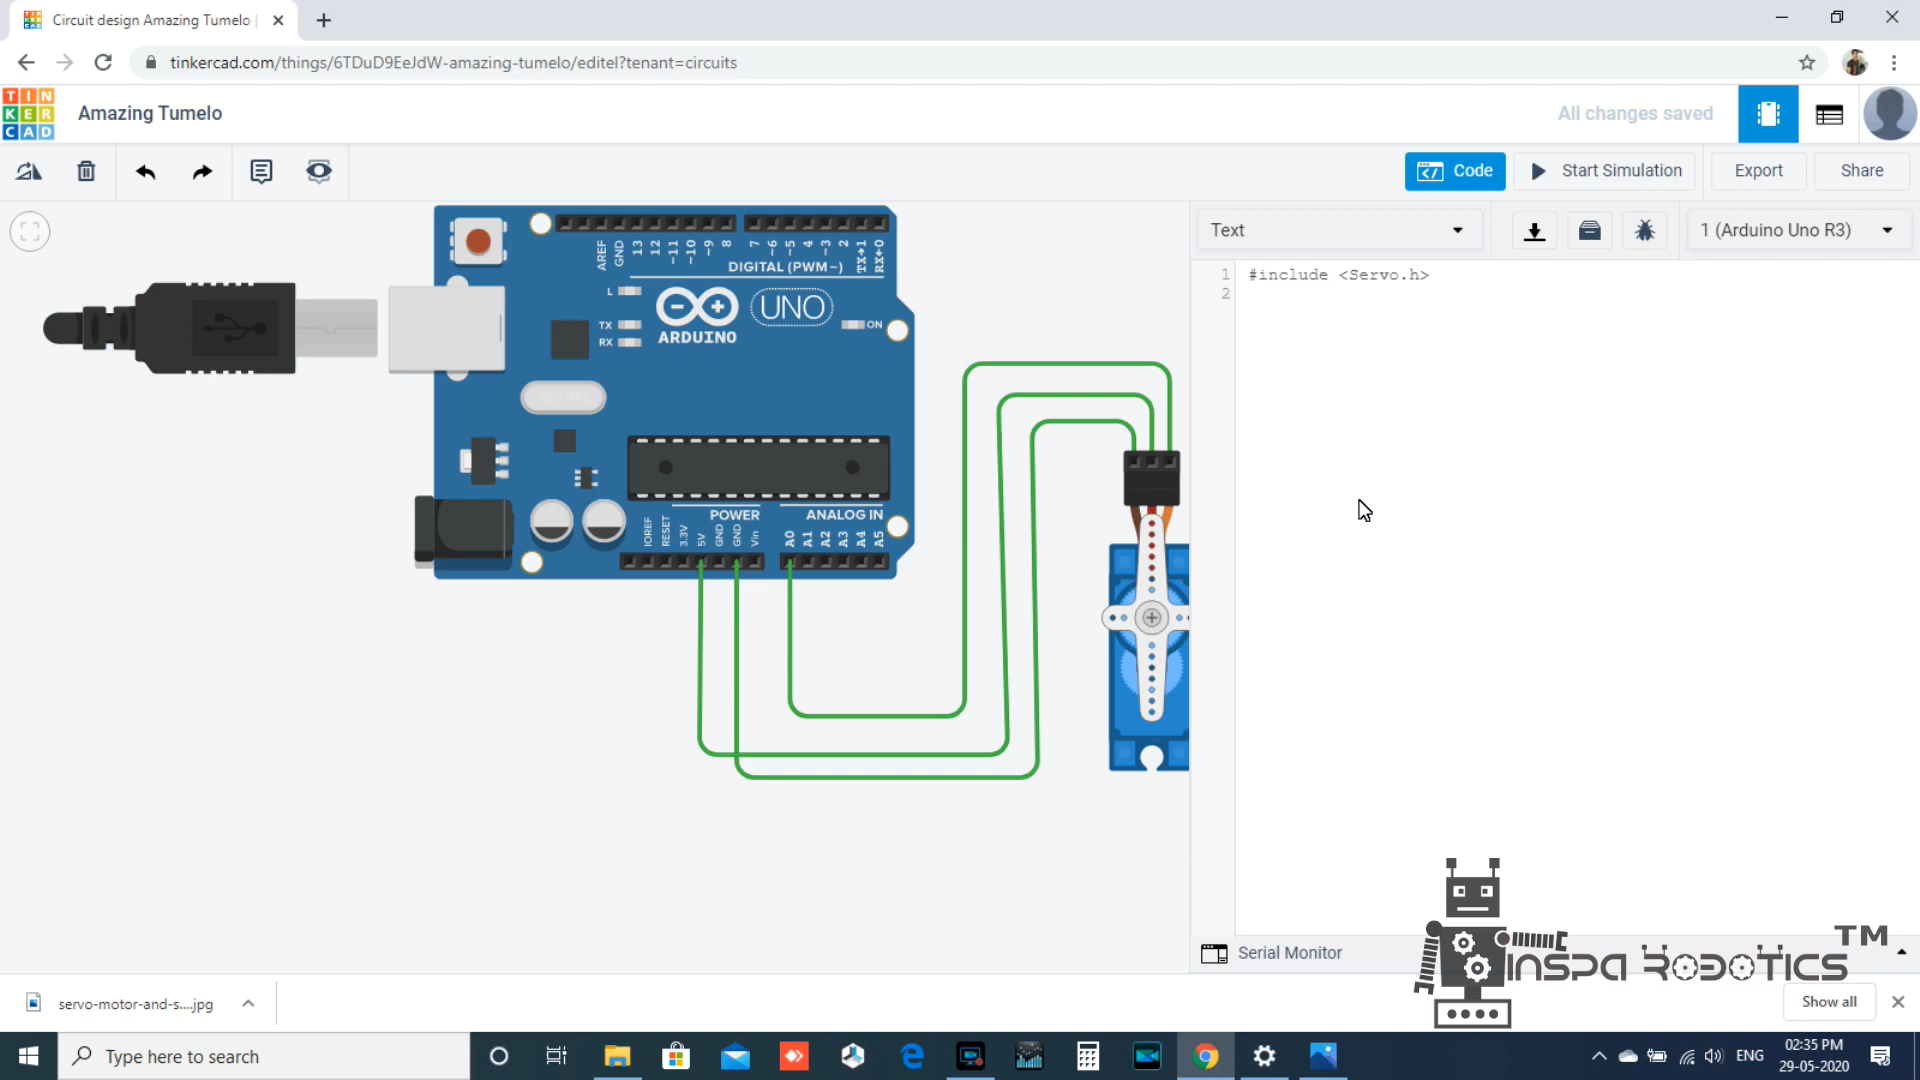 Circuit design Amazing Tumelo |
tinkercad.com/things/6TDuD9EeJdW-amazing-tumelo/editel?tenant=circuits
TIN
KER
CAD
Amazing Tumelo
All changes saved
Code
Start Simulation
Export
Share
Text
1 (Arduino Uno R3)
1 #include <Servo.h>
2
AREF
GND
13
12
~11
~10
~9
8
7
~6
~5
4
~3
2
TX→1
RX←0
DIGITAL (PWM~)
L
TX
RX
UNO
ARDUINO
ON
POWER
ANALOG IN
IOREF
RESET
3.3V
5V
GND
GND
Vin
A0
A1
A2
A3
A4
A5
Serial Monitor
INSPA ROBOTICS TM
servo-motor-and-s....jpg
Show all
Type here to search
ENG
02:35 PM
29-05-2020